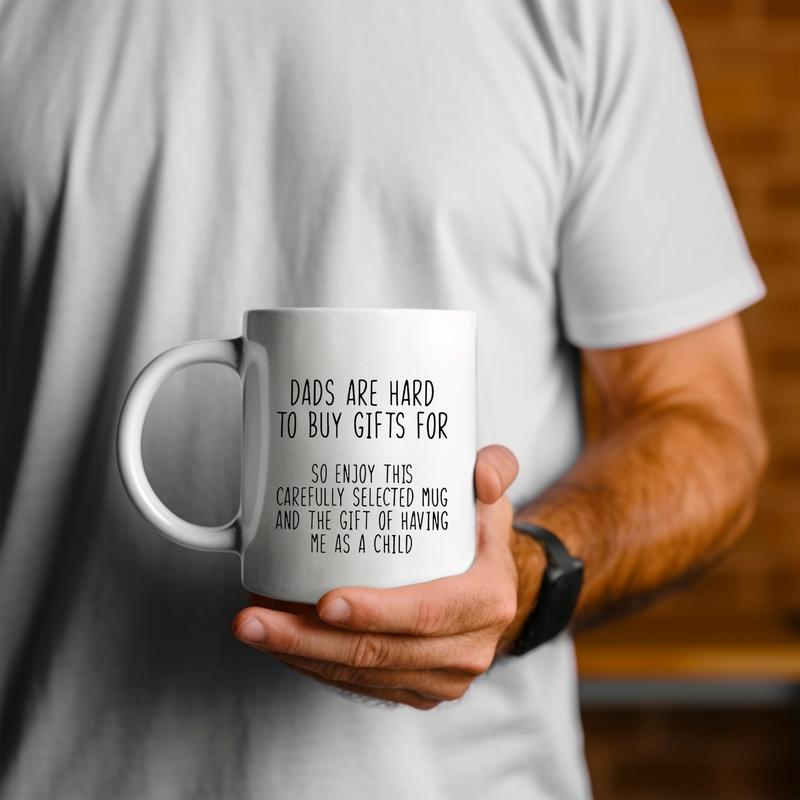 DADS ARE HARD
TO BUY GIFTS FOR
SO ENJOY THIS
CAREFULLY SELECTED MUG
AND THE GIFT OF HAVING
ME AS A CHILD